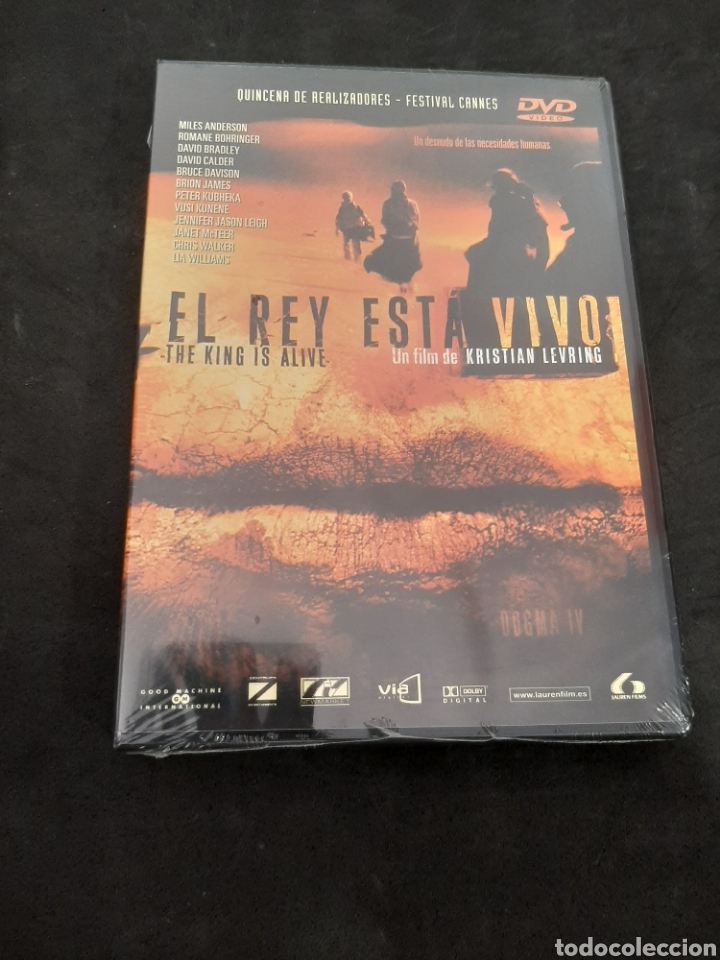 QUINCENA DE REALIZADORES - FESTIVAL CANNES
DVD
VIDEO
MILES ANDERSON
ROMANE BOHRINGER
DAVID BRADLEY
DAVID CALDER
BRUCE DAVISON
BRION JAMES
PETER KUBHEKA
VUSI KUNENE
JENNIFER JASON LEIGH
JANET McTEER
CHRIS WALKER
LIA WILLIAMS
Un desnudo de las necesidades humanas.
EL REY ESTÁ VIVO
-THE KING IS ALIVE-
Un film de KRISTIAN LEVRING
DOGMA IV
GOOD MACHINE
INTERNATIONAL
via
DOLBY
DIGITAL
www.laurenfilm.es
LAUREN FILMS
todocoleccion